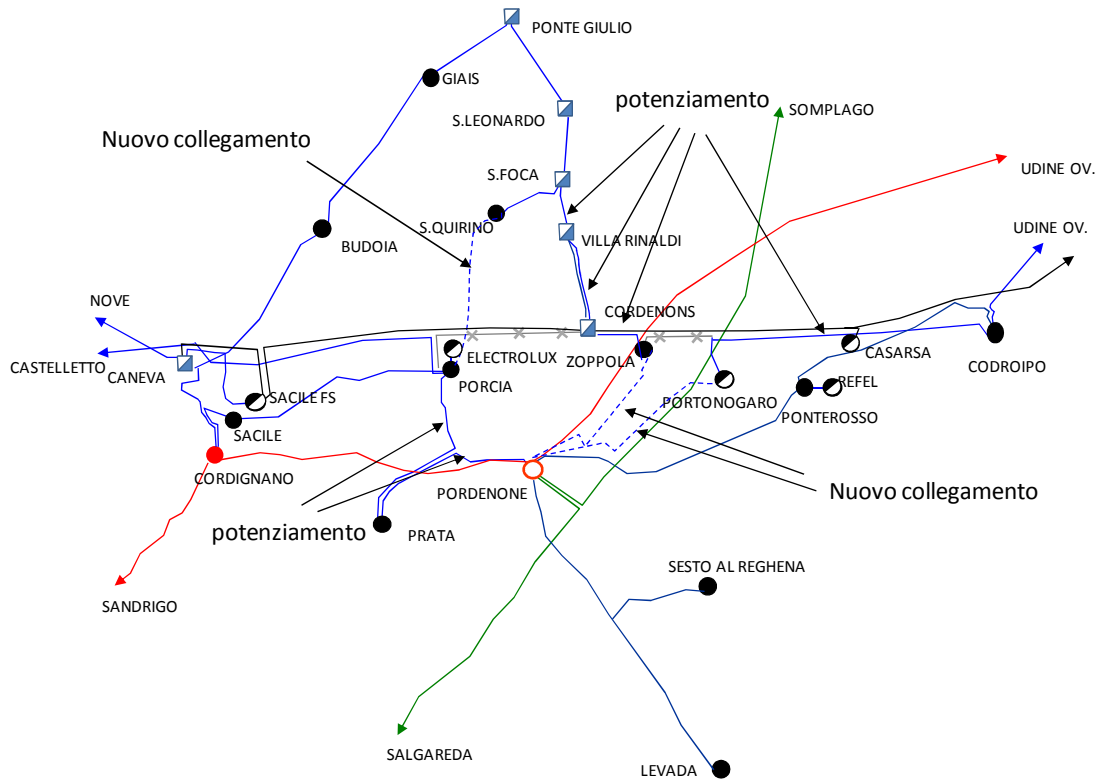 PONTE GIULIO
GIAIS
potenziamento
SOMPLAGO
S.LEONARDO
Nuovo collegamento
UDINE OV.
S.FOCA
S.QUIRINO
BUDOIA
VILLA RINALDI
UDINE OV.
NOVE
CORDENONS
CASTELLETTO
CANEVA
ELECTROLUX
ZOPPOLA
CASARSA
CODROIPO
PORCIA
SACILE FS
PORTONOGARO
REFEL
PONTEROSSO
SACILE
CORDIGNANO
PORDENONE
Nuovo collegamento
potenziamento
PRATA
SESTO AL REGHENA
SANDRIGO
SALGAREDA
LEVADA